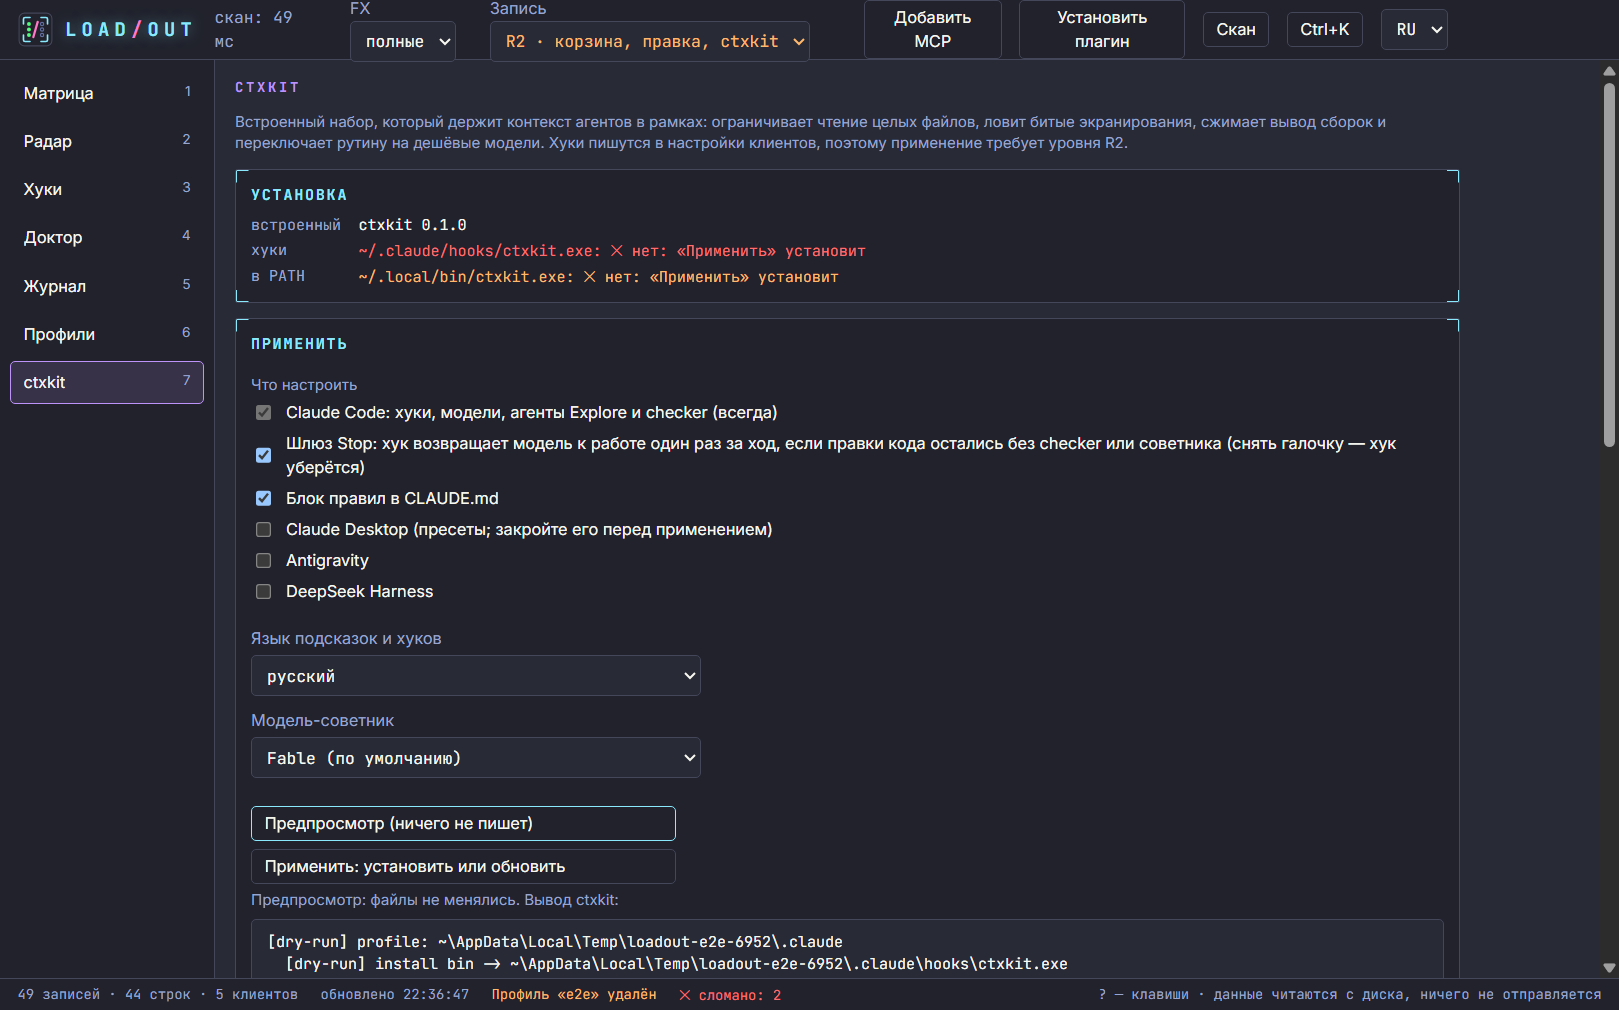 LOAD/OUT
скан: 49
мс
FX
полные
Запись
R2 · корзина, правка, ctxkit
Добавить
MCP
Установить
плагин
Скан
Ctrl+K
RU
Матрица 1
Радар 2
Хуки 3
Доктор 4
Журнал 5
Профили 6
ctxkit 7
CTXKIT
Встроенный набор, который держит контекст агентов в рамках: ограничивает чтение целых файлов, ловит битые экранирования, сжимает вывод сборок и
переключает рутину на дешёвые модели. Хуки пишутся в настройки клиентов, поэтому применение требует уровня R2.
УСТАНОВКА
встроенный ctxkit 0.1.0
хуки ~/.claude/hooks/ctxkit.exe: ✕ нет: «Применить» установит
в PATH ~/.local/bin/ctxkit.exe: ✕ нет: «Применить» установит
ПРИМЕНИТЬ
Что настроить
Claude Code: хуки, модели, агенты Explore и checker (всегда)
Шлюз Stop: хук возвращает модель к работе один раз за ход, если правки кода остались без checker или советника (снять галочку — хук
уберётся)
Блок правил в CLAUDE.md
Claude Desktop (пресеты; закройте его перед применением)
Antigravity
DeepSeek Harness
Язык подсказок и хуков
русский
Модель-советник
Fable (по умолчанию)
Предпросмотр (ничего не пишет)
Применить: установить или обновить
Предпросмотр: файлы не менялись. Вывод ctxkit:
[dry-run] profile: ~\AppData\Local\Temp\loadout-e2e-6952\.claude
[dry-run] install bin —> ~\AppData\Local\Temp\loadout-e2e-6952\.claude\hooks\ctxkit.exe
49 записей · 44 строк · 5 клиентов обновлено 22:36:47 Профиль «e2e» удалён ✕ сломано: 2 ? — клавиши · данные читаются с диска, ничего не отправляется